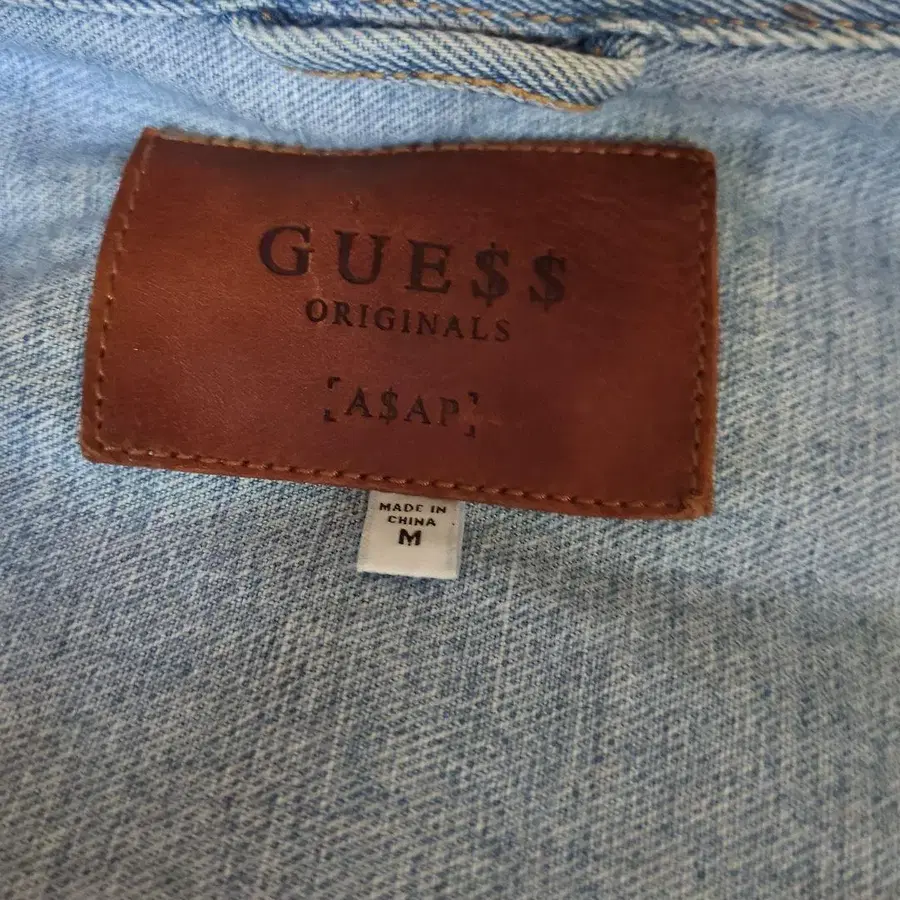 GUE$$
ORIGINALS
[A$AP]
MADE IN
CHINA
M